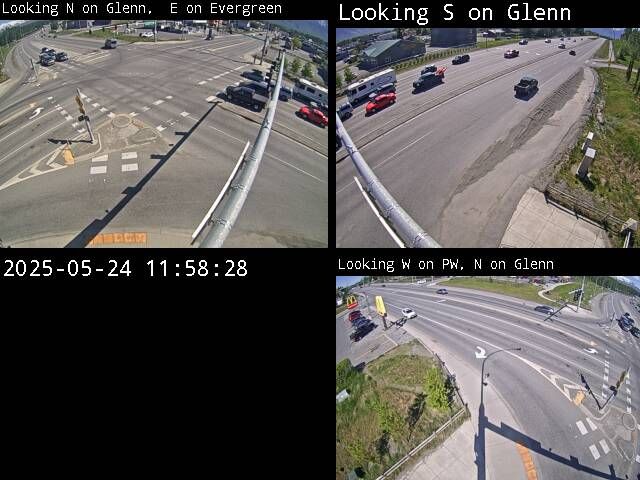 Looking N on Glenn,  E on Evergreen
Looking S on Glenn
2025-05-24 11:58:28
Looking W on PW, N on Glenn